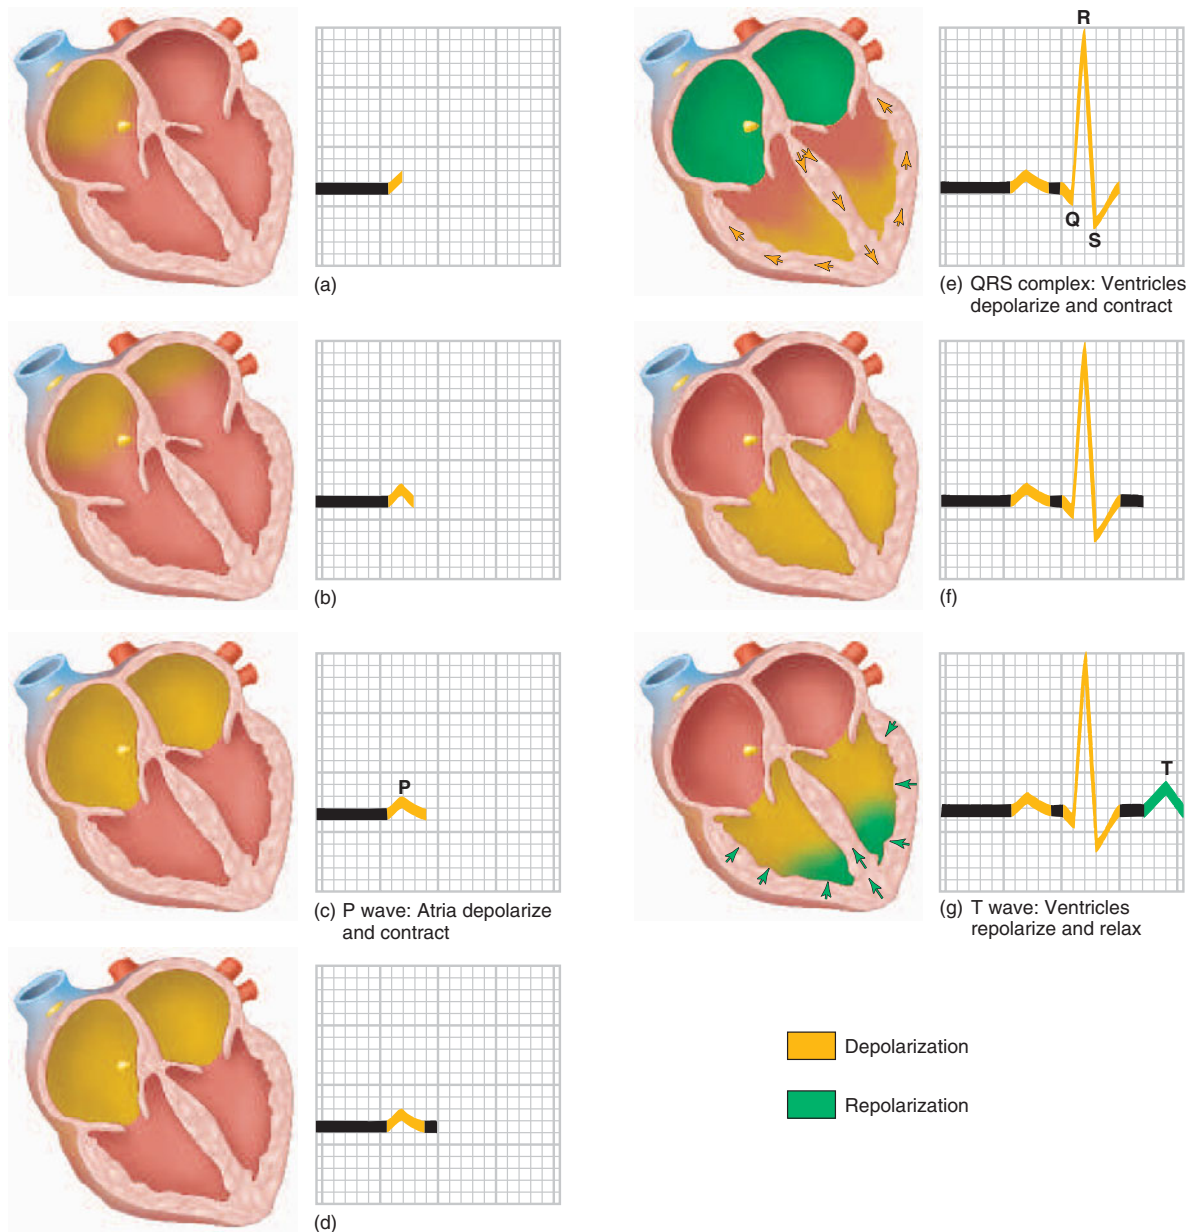 (a)
(b)
P
(c) P wave: Atria depolarize
and contract
(d)
R
Q
S
(e) QRS complex: Ventricles
depolarize and contract
(f)
T
(g) T wave: Ventricles
repolarize and relax
Depolarization
Repolarization